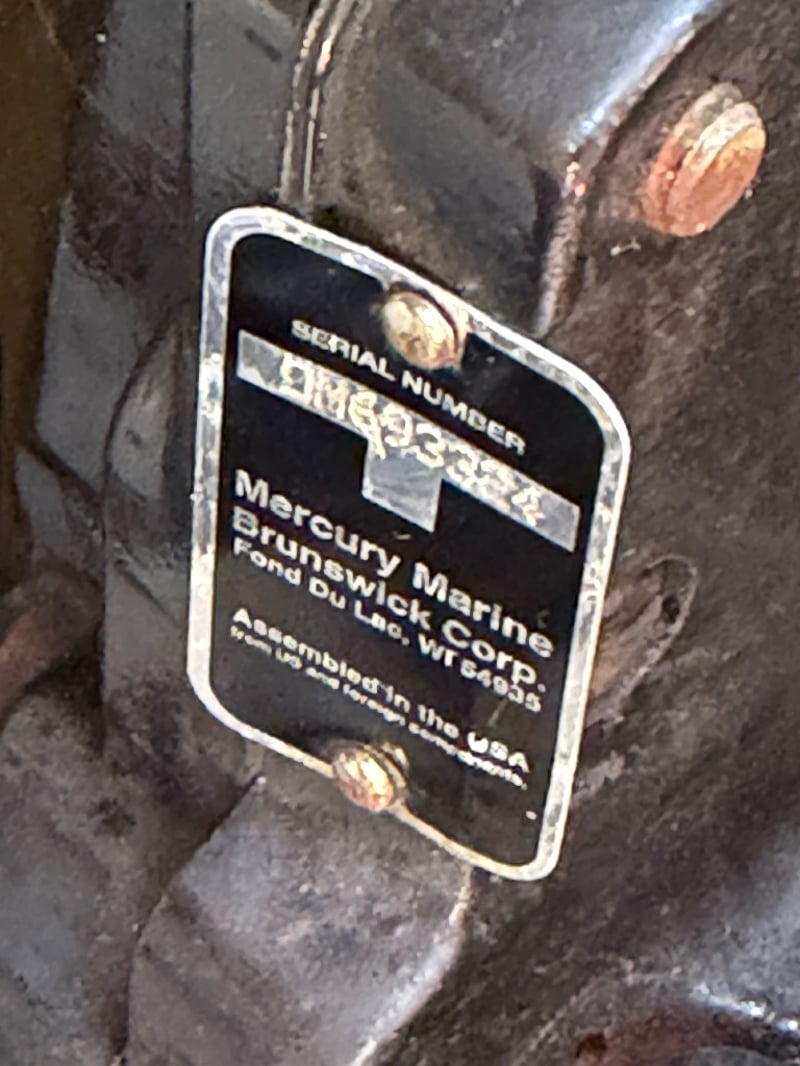 SERIAL NUMBER
Mercury Marine
Brunswick Corp.
Fond Du Lac, WI 54935
Assembled in the USA
from US and foreign components.